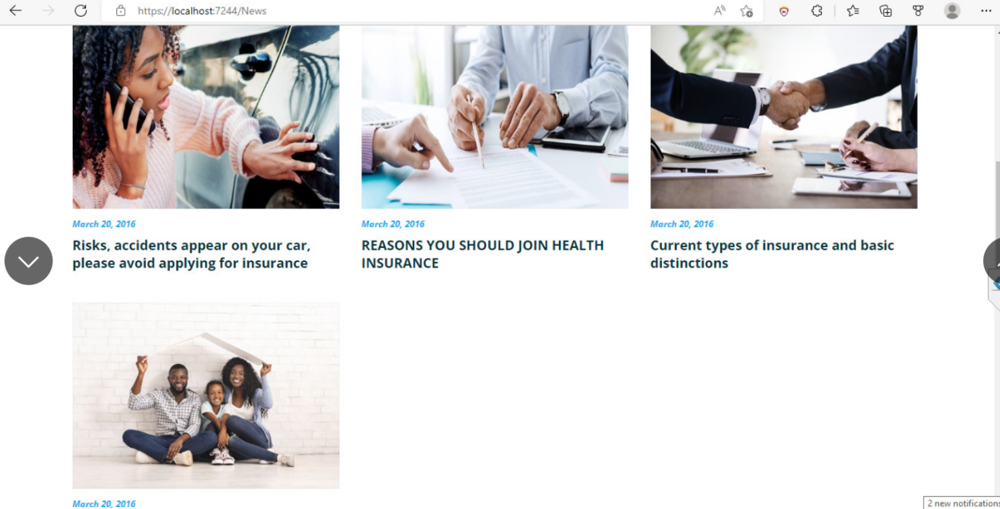 https://localhost:7244/News
March 20, 2016
Risks, accidents appear on your car,
please avoid applying for insurance
March 20, 2016
REASONS YOU SHOULD JOIN HEALTH
INSURANCE
March 20, 2016
Current types of insurance and basic
distinctions
March 20, 2016
2 new notifications